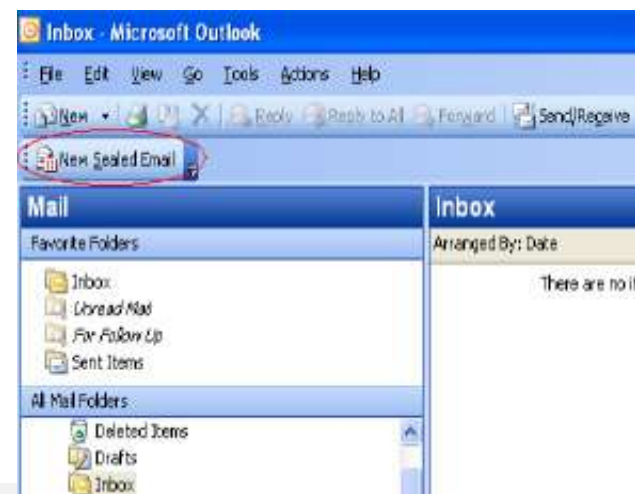 Inbox - Microsoft Outlook
File Edit View Go Tools Actions Help
New Reply Reply to All Forward Send/Receive
New Sealed Email
Mail
Inbox
Favorite Folders
Arranged By: Date
Inbox
There are no i
Unread Mail
For Follow Up
Sent Items
All Mail Folders
Deleted Items
Drafts
Inbox